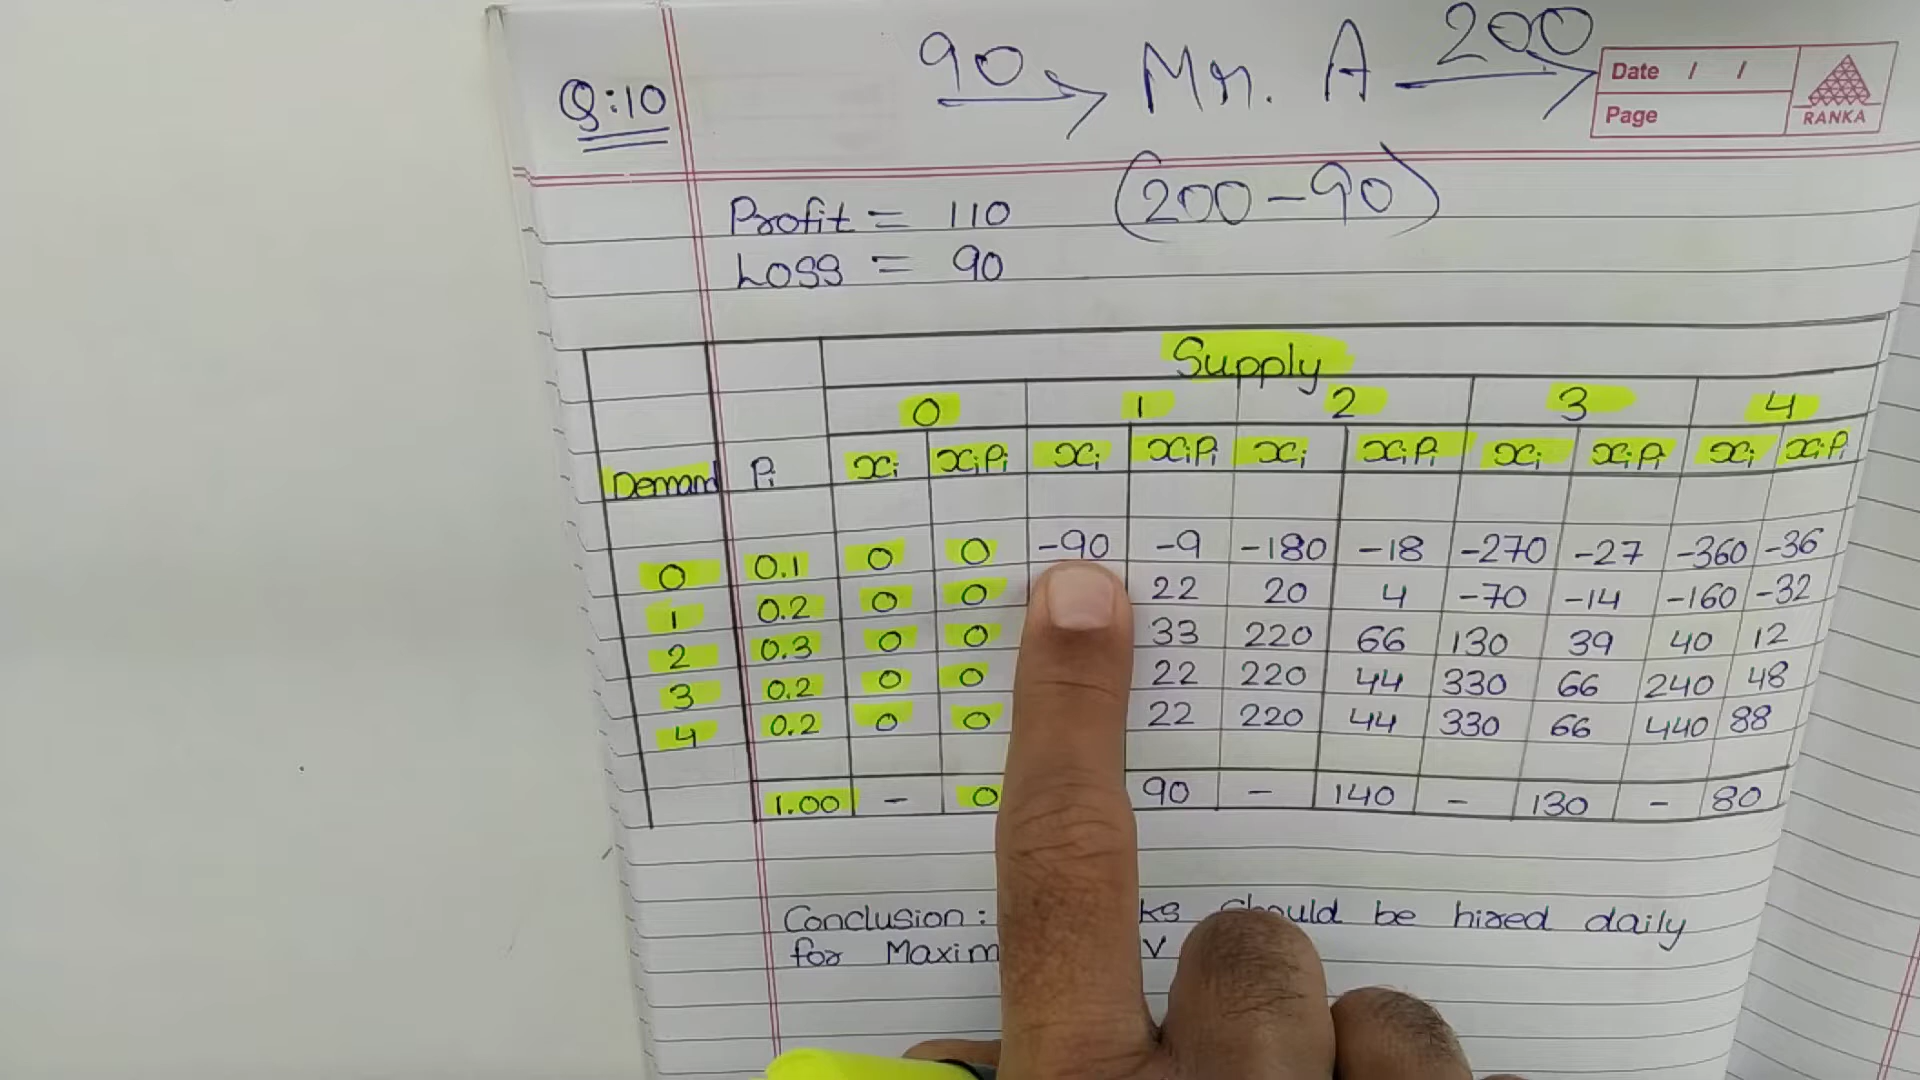 90 → Mr. A 200 →
Q:10
Date / /
Page
RANKA
Profit = 110 (200-90)
Loss = 90
Supply
0 1 2 3 4
Demand Pi xi xiPi xi xiPi xi xiPi xi xiPi xi xiPi
0 0.1 0 0 -90 -9 -180 -18 -270 -27 -360 -36
1 0.2 0 0 22 20 4 -70 -14 -160 -32
2 0.3 0 0 33 220 66 130 39 40 12
3 0.2 0 0 22 220 44 330 66 240 48
4 0.2 0 0 22 220 44 330 66 440 88
1.00 - 0 90 - 140 - 130 - 80
Conclusion: should be hired daily
for